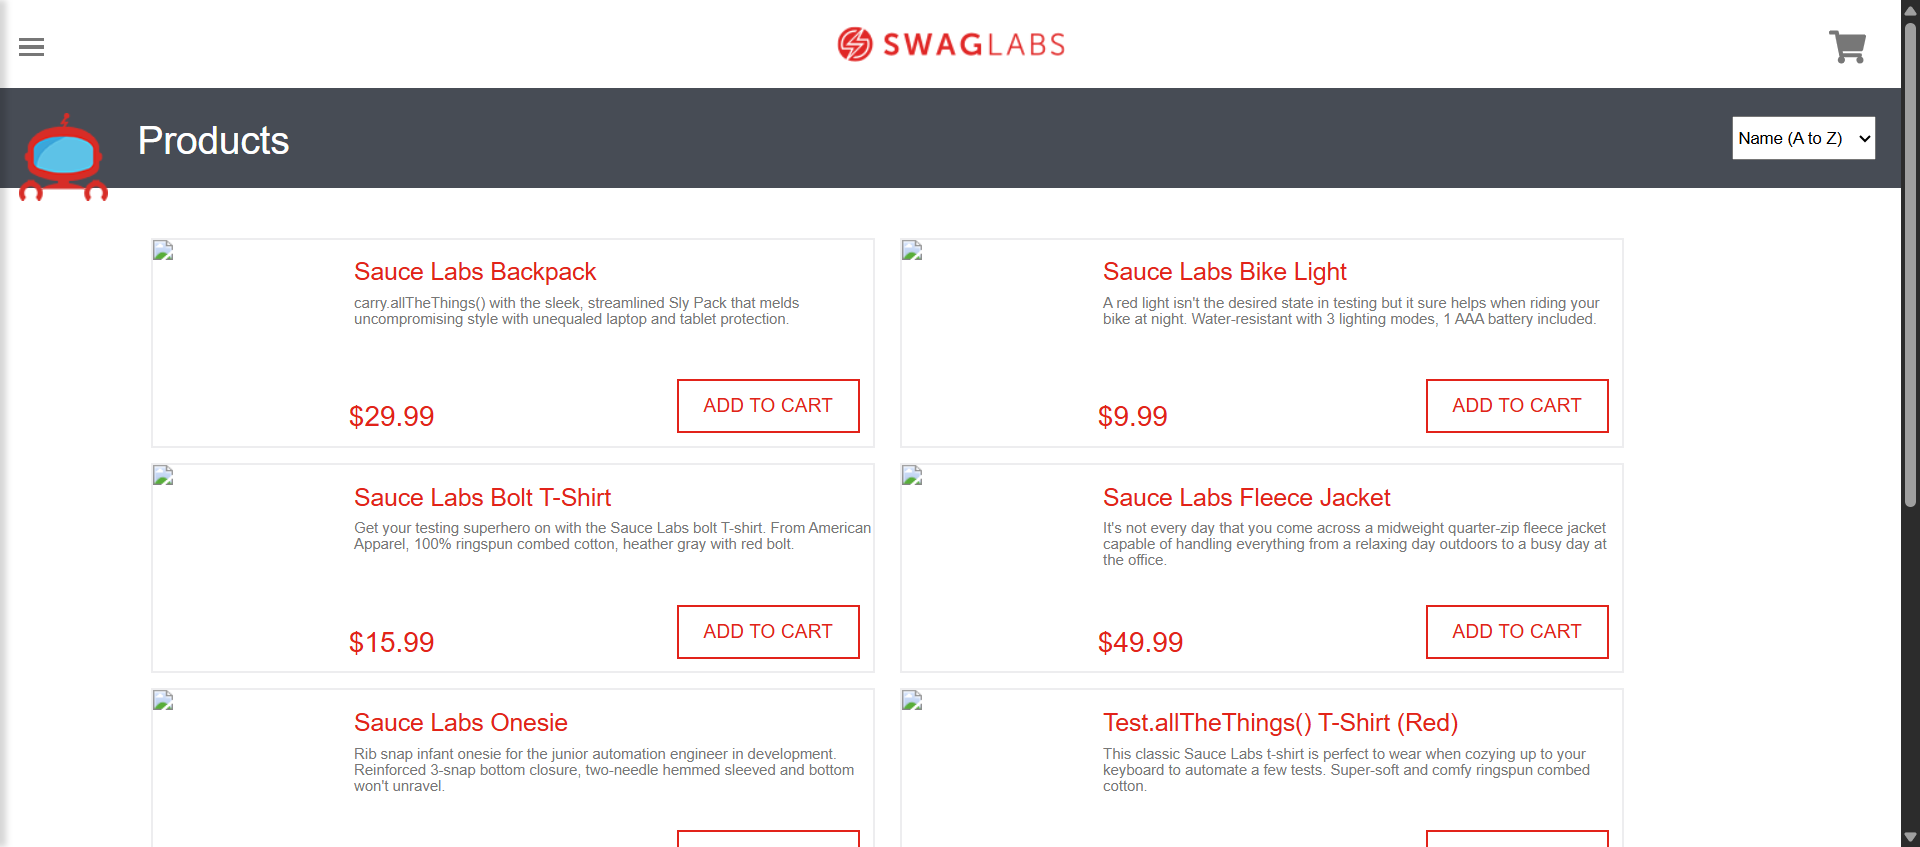 SWAGLABS
Products
Name (A to Z)
Sauce Labs Backpack
carry.allTheThings() with the sleek, streamlined Sly Pack that melds
uncompromising style with unequaled laptop and tablet protection.
$29.99
ADD TO CART
Sauce Labs Bike Light
A red light isn't the desired state in testing but it sure helps when riding your
bike at night. Water-resistant with 3 lighting modes, 1 AAA battery included.
$9.99
ADD TO CART
Sauce Labs Bolt T-Shirt
Get your testing superhero on with the Sauce Labs bolt T-shirt. From American
Apparel, 100% ringspun combed cotton, heather gray with red bolt.
$15.99
ADD TO CART
Sauce Labs Fleece Jacket
It's not every day that you come across a midweight quarter-zip fleece jacket
capable of handling everything from a relaxing day outdoors to a busy day at
the office.
$49.99
ADD TO CART
Sauce Labs Onesie
Rib snap infant onesie for the junior automation engineer in development.
Reinforced 3-snap bottom closure, two-needle hemmed sleeved and bottom
won't unravel.
Test.allTheThings() T-Shirt (Red)
This classic Sauce Labs t-shirt is perfect to wear when cozying up to your
keyboard to automate a few tests. Super-soft and comfy ringspun combed
cotton.